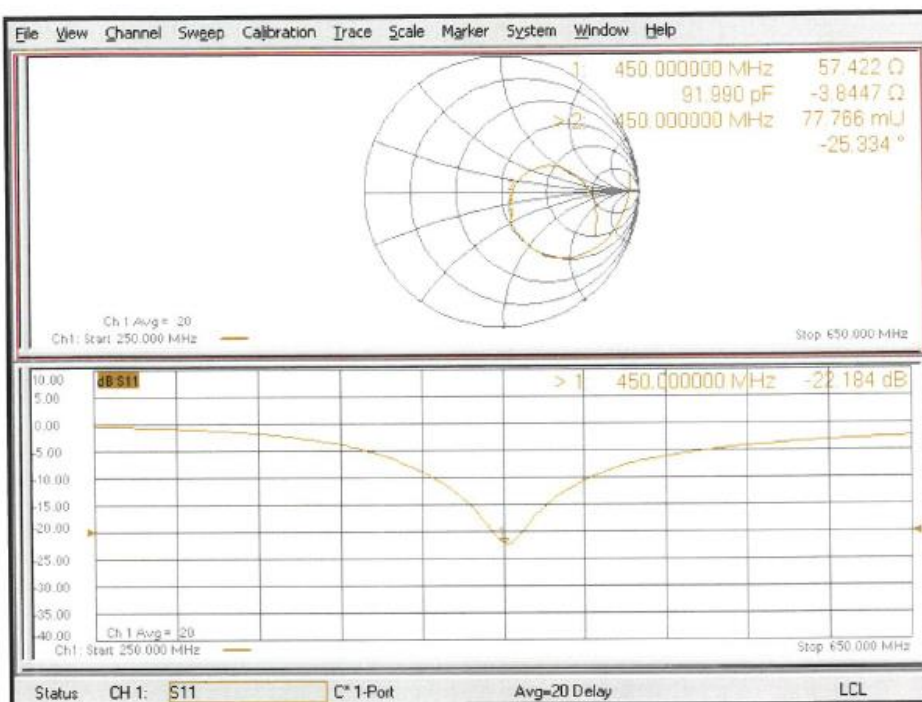 File View Channel Sweep Calibration Trace Scale Marker System Window Help
1: 450.000000 MHz 57.422 Ω
91.990 pF -3.8447 Ω
> 2: 450.000000 MHz 77.766 mU
-25.334 °
Ch 1 Avg = 20
Ch1: Start 250.000 MHz
Stop 650.000 MHz
10.00
dB S11
> 1: 450.000000 MHz -22.184 dB
5.00
0.00
-5.00
-10.00
-15.00
-20.00
1
-25.00
-30.00
-35.00
-40.00
Ch 1 Avg = 20
Ch1: Start 250.000 MHz
Stop 650.000 MHz
Status CH 1: S11 C* 1-Port Avg=20 Delay LCL